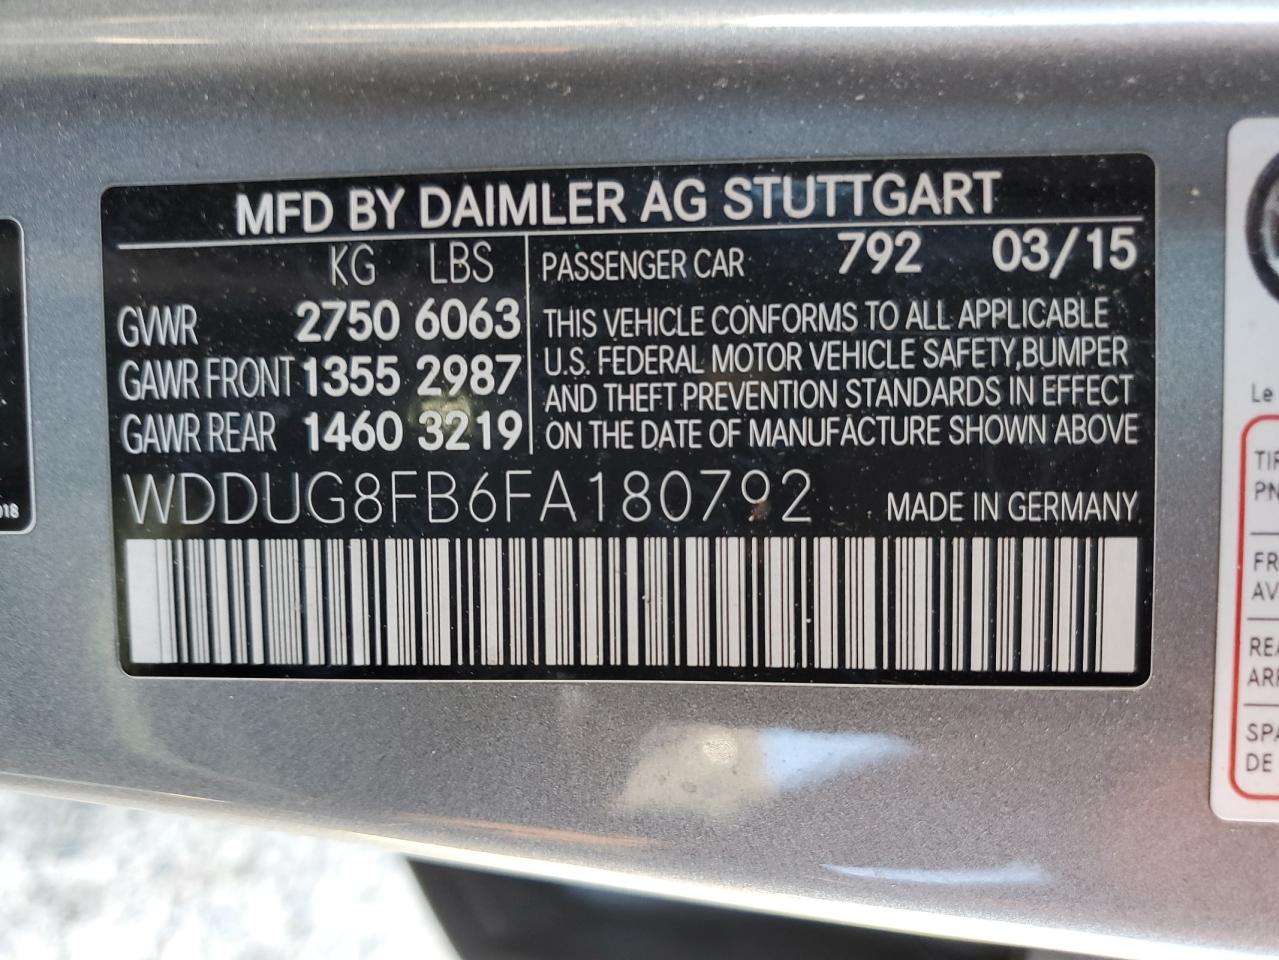 MFD BY DAIMLER AG STUTTGART
KG LBS
GVWR 2750 6063
GAWR FRONT 1355 2987
GAWR REAR 1460 3219
PASSENGER CAR 792 03/15
THIS VEHICLE CONFORMS TO ALL APPLICABLE
U.S. FEDERAL MOTOR VEHICLE SAFETY,BUMPER
AND THEFT PREVENTION STANDARDS IN EFFECT
ON THE DATE OF MANUFACTURE SHOWN ABOVE
WDDUG8FB6FA180792 MADE IN GERMANY
Le
DE